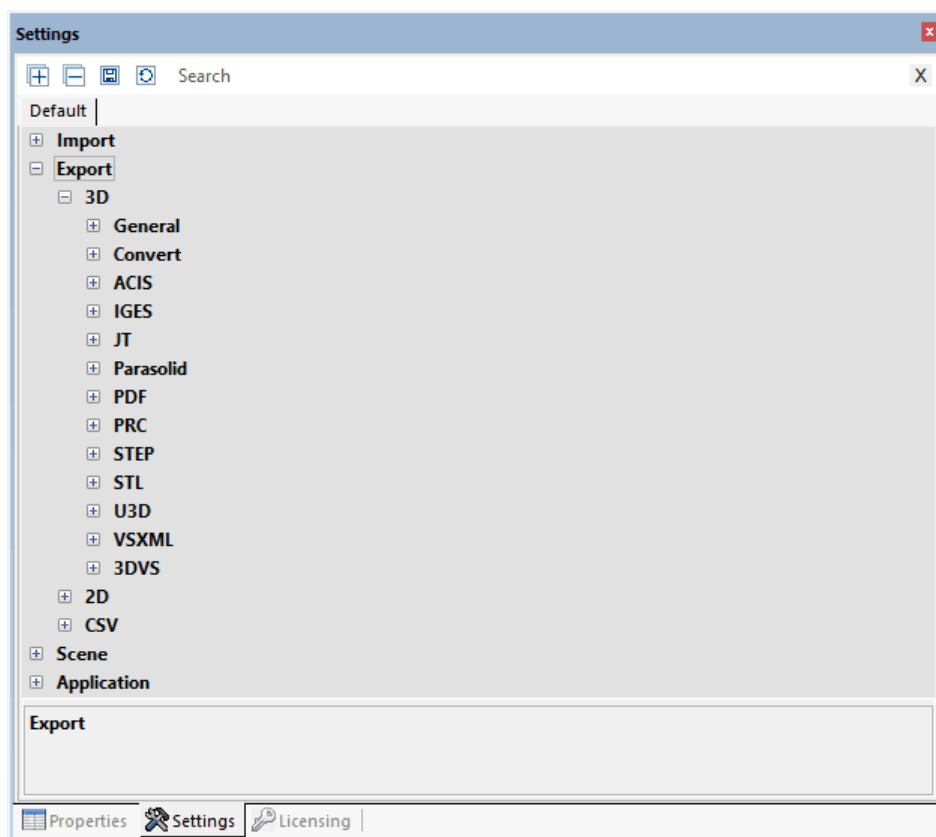 Settings
Search X
Default
Import
Export
3D
General
Convert
ACIS
IGES
JT
Parasolid
PDF
PRC
STEP
STL
U3D
VSXML
3DVS
2D
CSV
Scene
Application
Export
Properties Settings Licensing